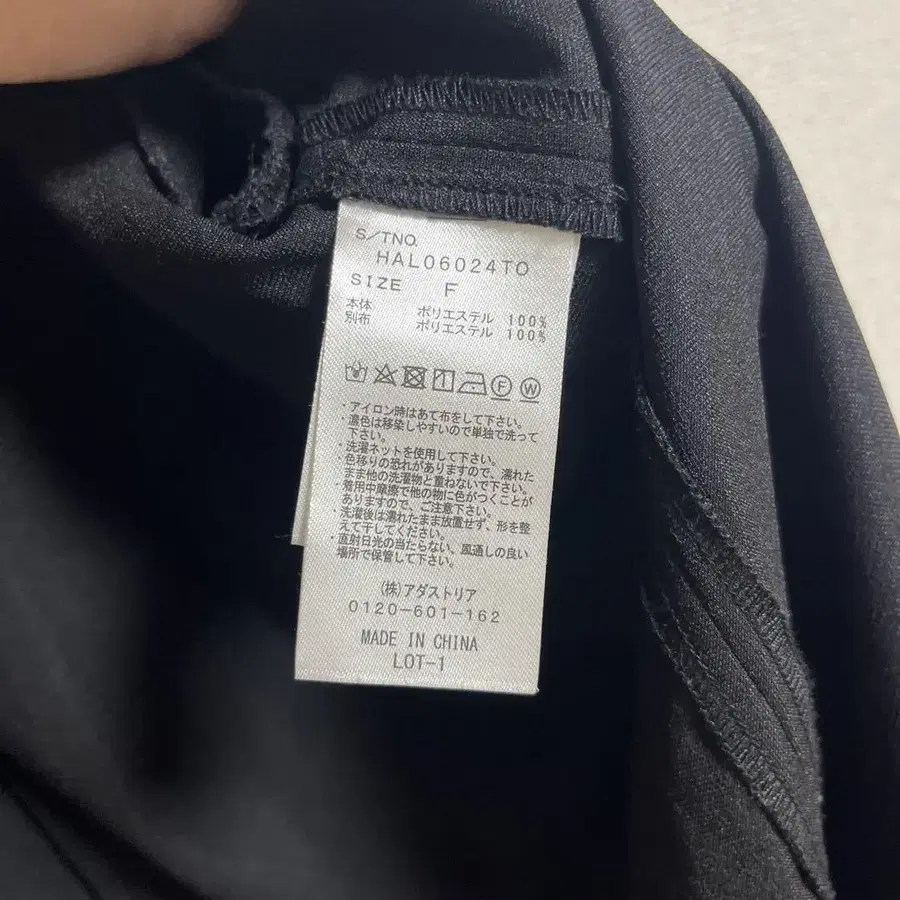 S/TNO.
HAL06024TO
SIZE F
本体 ポリエステル 100%
別布 ポリエステル 100%
・アイロン時はあて布をして下さい。
・濃色は移染しやすいので単独で洗って
下さい。
・洗濯ネットを使用して下さい。
・色移りの恐れがありますので、濡れた
まま他の洗濯物と重ねないで下さい。
・着用中摩擦で他の物に色がつくことが
ありますので、ご注意下さい。
・洗濯後は濡れたまま放置せず、形を整
えて干してください。
・直射日光の当たらない、風通しの良い
場所で保管して下さい。
(株)アダストリア
0120-601-162
MADE IN CHINA
LOT-1